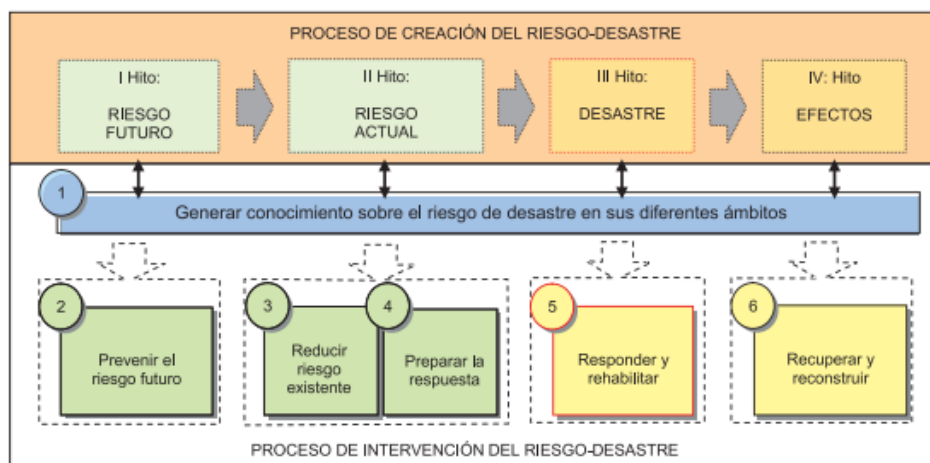 PROCESO DE CREACIÓN DEL RIESGO-DESASTRE
I Hito:
RIESGO
FUTURO
II Hito:
RIESGO
ACTUAL
III Hito:
DESASTRE
IV: Hito
EFECTOS
1
Generar conocimiento sobre el riesgo de desastre en sus diferentes ámbitos
2
Prevenir el
riesgo futuro
3
Reducir
riesgo
existente
4
Preparar la
respuesta
5
Responder y
rehabilitar
6
Recuperar y
reconstruir
PROCESO DE INTERVENCIÓN DEL RIESGO-DESASTRE